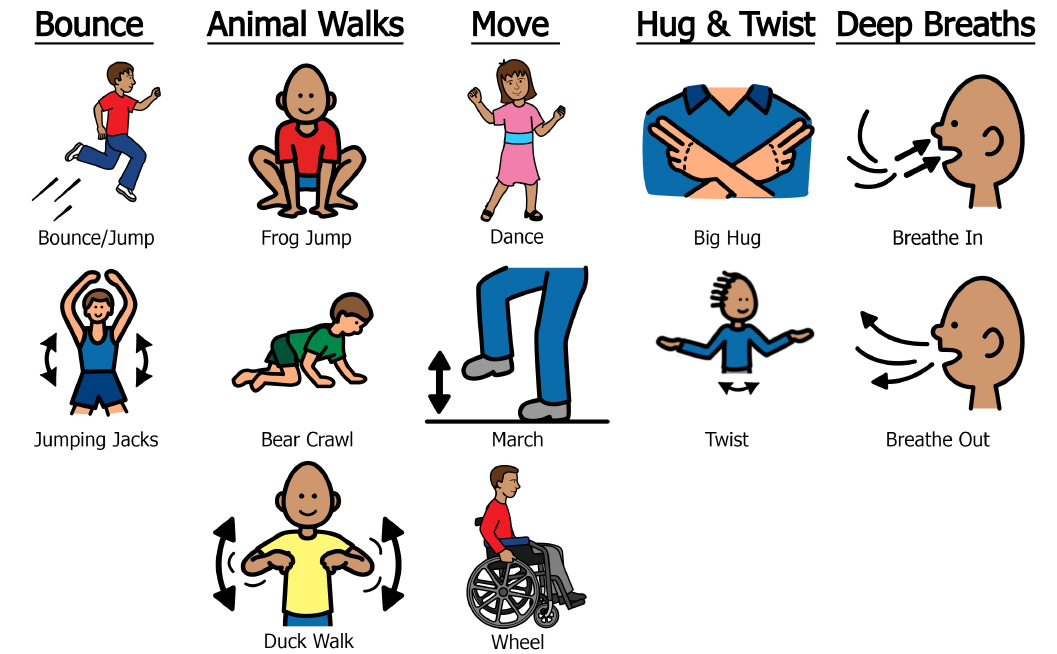 Bounce
Animal Walks
Move
Hug & Twist
Deep Breaths
Bounce/Jump
Frog Jump
Dance
Big Hug
Breathe In
Jumping Jacks
Bear Crawl
March
Twist
Breathe Out
Duck Walk
Wheel